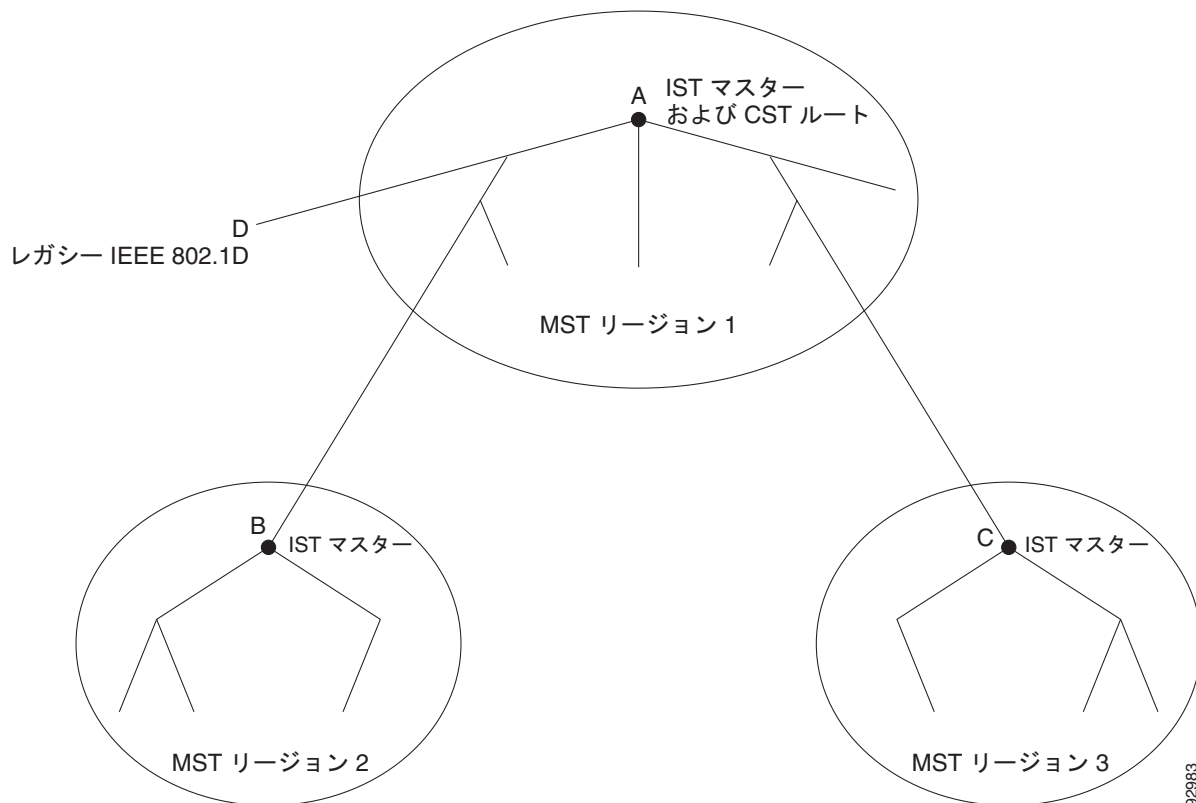 A
IST マスター
および CST ルート
D
レガシー IEEE 802.1D
MST リージョン 1
B
IST マスター
C
IST マスター
MST リージョン 2
MST リージョン 3